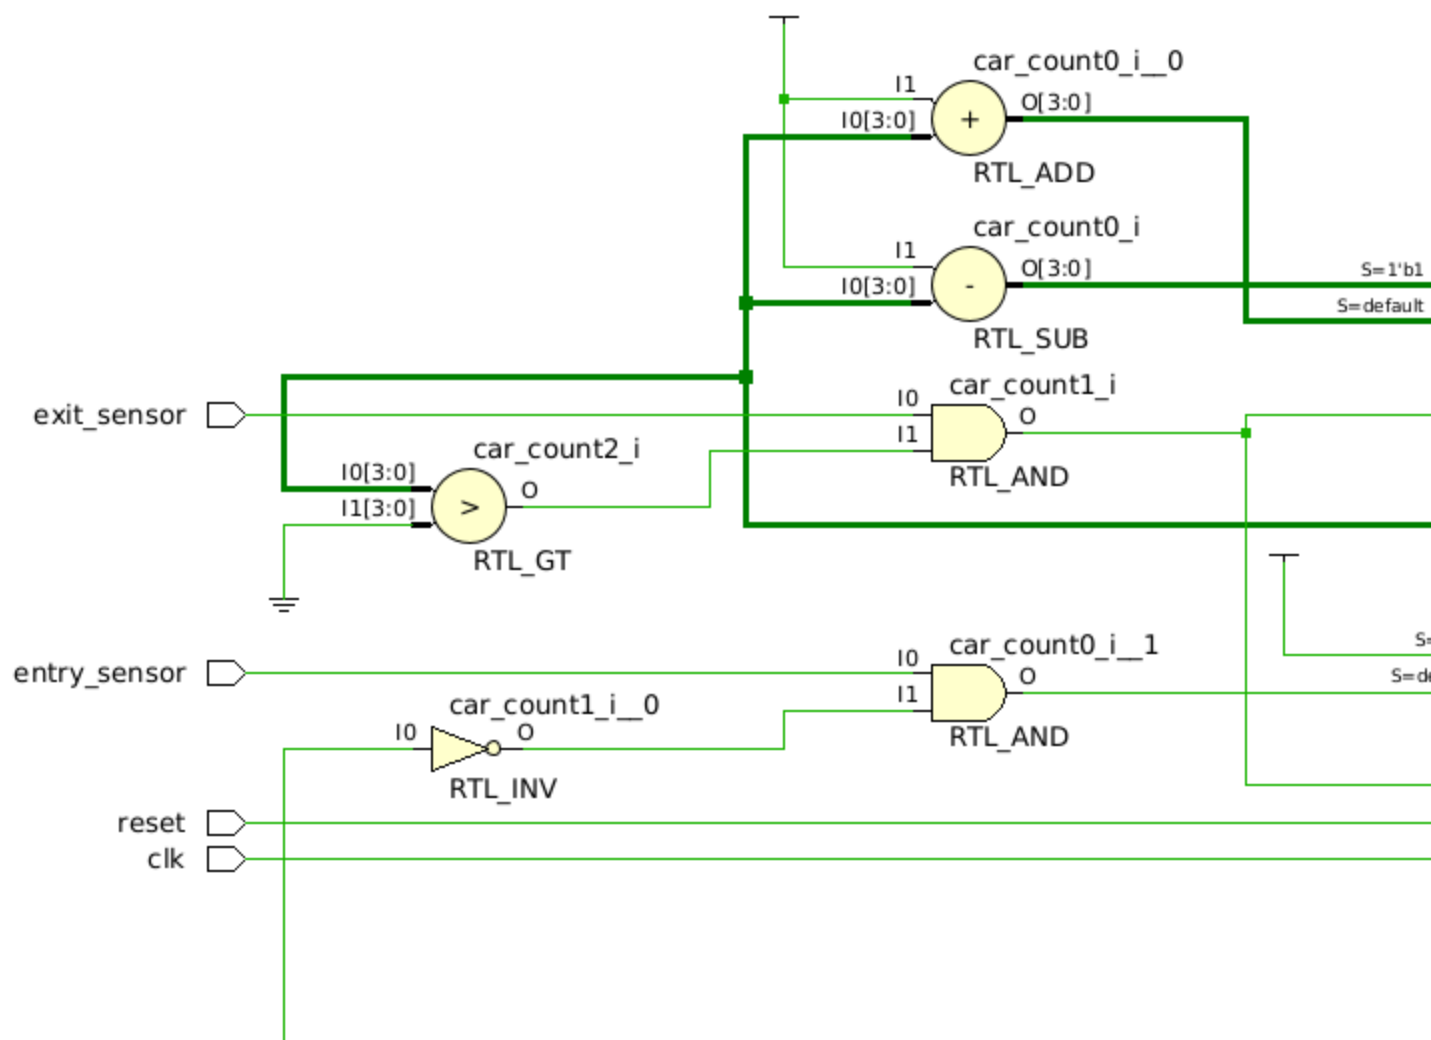 car_count0_i__0
I1
O[3:0]
I0[3:0]
+
RTL_ADD
car_count0_i
I1
O[3:0]
S=1'b1
I0[3:0]
-
S=default
RTL_SUB
car_count1_i
I0
exit_sensor
O
I1
car_count2_i
I0[3:0]
RTL_AND
O
I1[3:0]
>
RTL_GT
car_count0_i__1
S=
I0
entry_sensor
O
S=de
I1
car_count1_i__0
I0
O
RTL_AND
RTL_INV
reset
clk